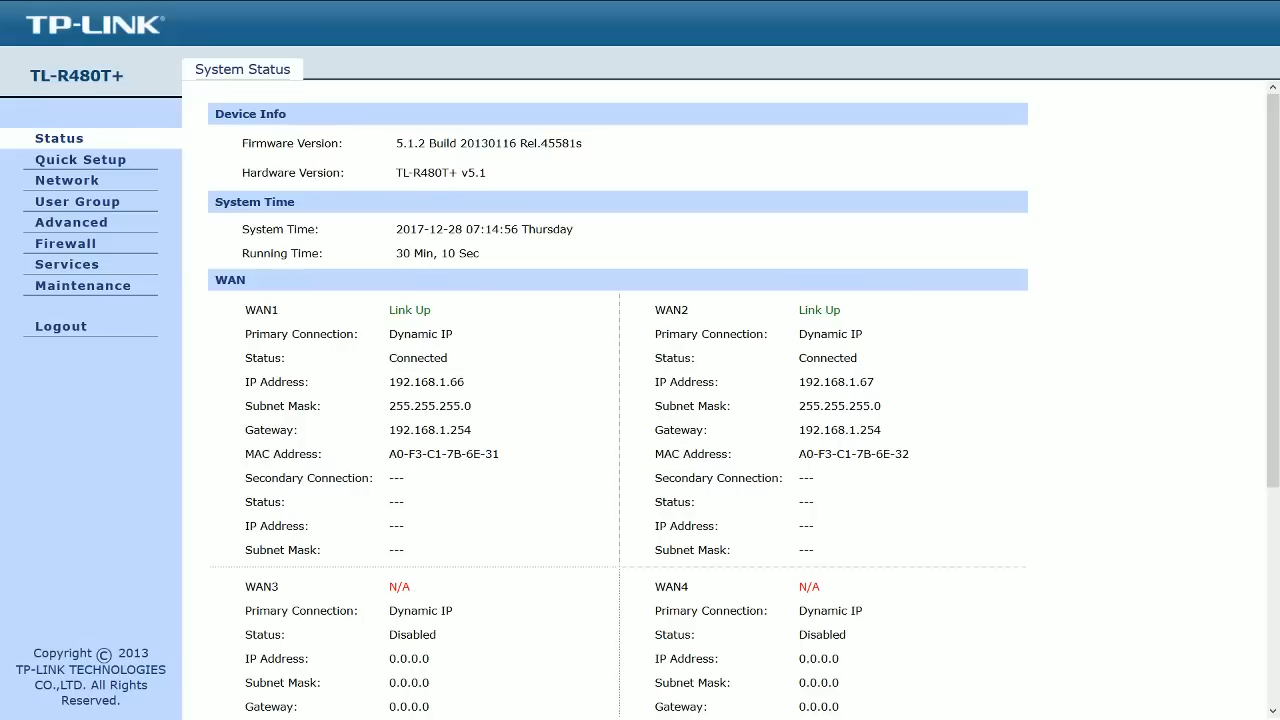 TP-LINK®
TL-R480T+
System Status
Status
Quick Setup
Network
User Group
Advanced
Firewall
Services
Maintenance
Logout
Copyright © 2013
TP-LINK TECHNOLOGIES
CO.,LTD. All Rights
Reserved.
Device Info
Firmware Version: 5.1.2 Build 20130116 Rel.45581s
Hardware Version: TL-R480T+ v5.1
System Time
System Time: 2017-12-28 07:14:56 Thursday
Running Time: 30 Min, 10 Sec
WAN
WAN1 Link Up
Primary Connection: Dynamic IP
Status: Connected
IP Address: 192.168.1.66
Subnet Mask: 255.255.255.0
Gateway: 192.168.1.254
MAC Address: A0-F3-C1-7B-6E-31
Secondary Connection: ---
Status: ---
IP Address: ---
Subnet Mask: ---
WAN2 Link Up
Primary Connection: Dynamic IP
Status: Connected
IP Address: 192.168.1.67
Subnet Mask: 255.255.255.0
Gateway: 192.168.1.254
MAC Address: A0-F3-C1-7B-6E-32
Secondary Connection: ---
Status: ---
IP Address: ---
Subnet Mask: ---
WAN3 N/A
Primary Connection: Dynamic IP
Status: Disabled
IP Address: 0.0.0.0
Subnet Mask: 0.0.0.0
Gateway: 0.0.0.0
WAN4 N/A
Primary Connection: Dynamic IP
Status: Disabled
IP Address: 0.0.0.0
Subnet Mask: 0.0.0.0
Gateway: 0.0.0.0